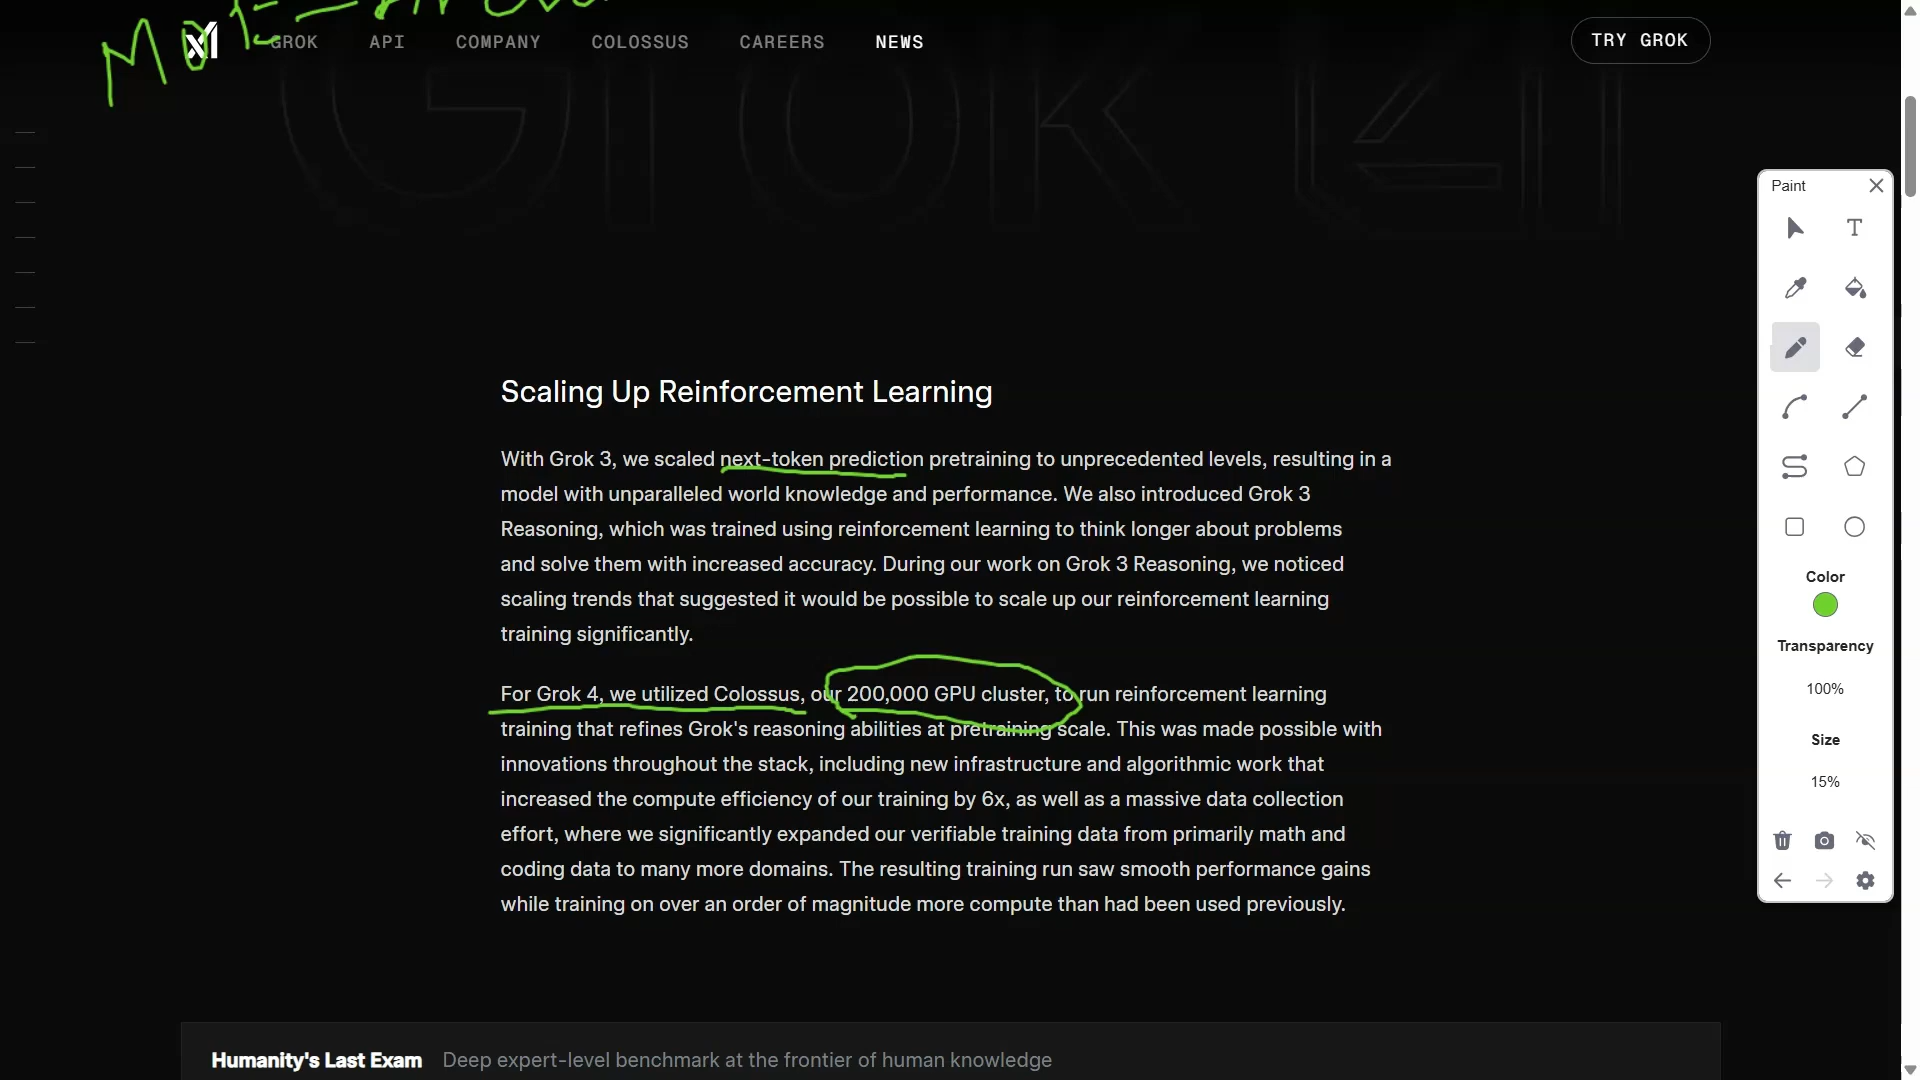 GROK API COMPANY COLOSSUS CAREERS NEWS TRY GROK
Grok 4
Paint
Scaling Up Reinforcement Learning
With Grok 3, we scaled next-token prediction pretraining to unprecedented levels, resulting in a
model with unparalleled world knowledge and performance. We also introduced Grok 3
Reasoning, which was trained using reinforcement learning to think longer about problems
and solve them with increased accuracy. During our work on Grok 3 Reasoning, we noticed
scaling trends that suggested it would be possible to scale up our reinforcement learning
training significantly.
For Grok 4, we utilized Colossus, our 200,000 GPU cluster, to run reinforcement learning
training that refines Grok's reasoning abilities at pretraining scale. This was made possible with
innovations throughout the stack, including new infrastructure and algorithmic work that
increased the compute efficiency of our training by 6x, as well as a massive data collection
effort, where we significantly expanded our verifiable training data from primarily math and
coding data to many more domains. The resulting training run saw smooth performance gains
while training on over an order of magnitude more compute than had been used previously.
Color
Transparency
100%
Size
15%
Humanity's Last Exam Deep expert-level benchmark at the frontier of human knowledge